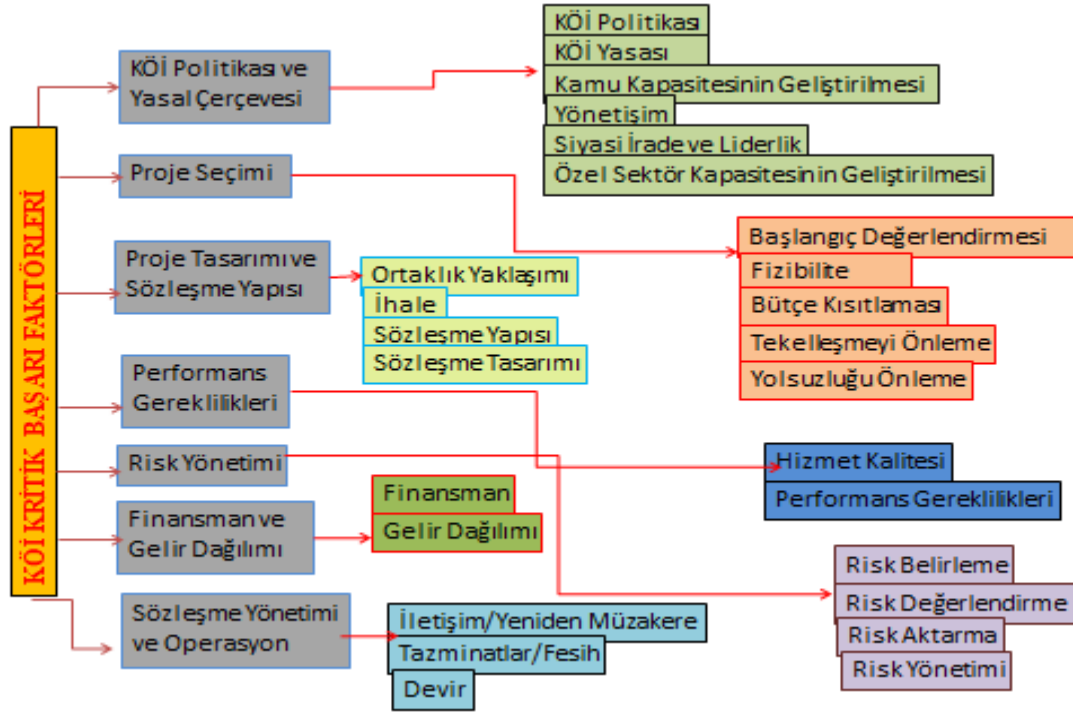 KÖİ KRİTİK BAŞARI FAKTÖRLERİ
KÖİ Politikası ve
Yasal Çerçevesi
KÖİ Politikası
KÖİ Yasası
Kamu Kapasitesinin Geliştirilmesi
Yönetişim
Siyasi İrade ve Liderlik
Özel Sektör Kapasitesinin Geliştirilmesi
Proje Seçimi
Başlangıç Değerlendirmesi
Fizibilite
Bütçe Kısıtlaması
Tekelleşmeyi Önleme
Yolsuzluğu Önleme
Proje Tasarımı ve
Sözleşme Yapısı
Ortaklık Yaklaşımı
İhale
Sözleşme Yapısı
Sözleşme Tasarımı
Performans
Gereklilikleri
Hizmet Kalitesi
Performans Gereklilikleri
Risk Yönetimi
Risk Belirleme
Risk Değerlendirme
Risk Aktarma
Risk Yönetimi
Finansman ve
Gelir Dağılımı
Finansman
Gelir Dağılımı
Sözleşme Yönetimi
ve Operasyon
İletişim/Yeniden Müzakere
Tazminatlar/Fesih
Devir